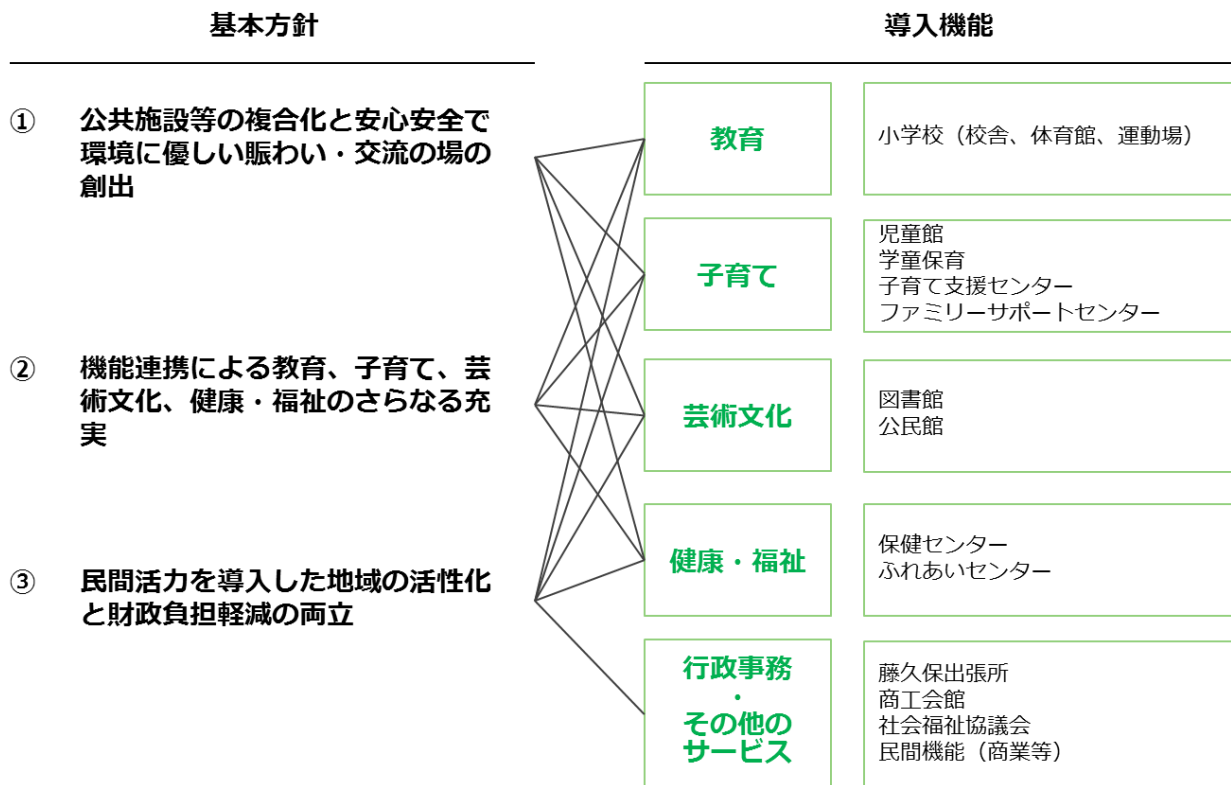 基本方針
導入機能
① 公共施設等の複合化と安心安全で
環境に優しい賑わい・交流の場の
創出
② 機能連携による教育、子育て、芸
術文化、健康・福祉のさらなる充
実
③ 民間活力を導入した地域の活性化
と財政負担軽減の両立
教育
小学校（校舎、体育館、運動場）
子育て
児童館
学童保育
子育て支援センター
ファミリーサポートセンター
芸術文化
図書館
公民館
健康・福祉
保健センター
ふれあいセンター
行政事務
・
その他の
サービス
藤久保出張所
商工会館
社会福祉協議会
民間機能（商業等）